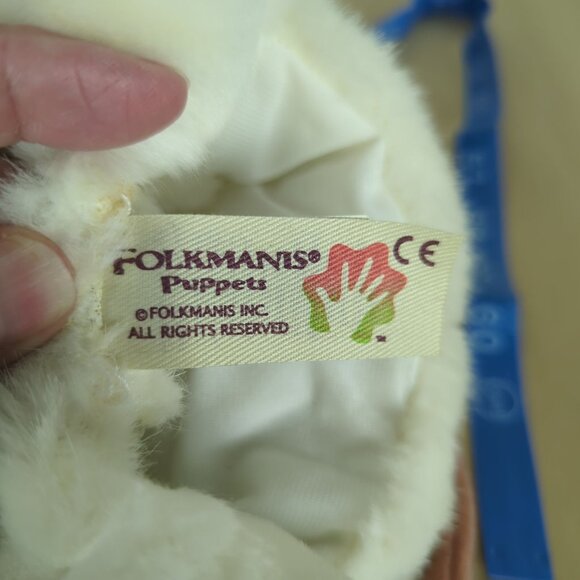 FOLKMANIS®
PUPPETS
©FOLKMANIS INC.
ALL RIGHTS RESERVED
CE
™